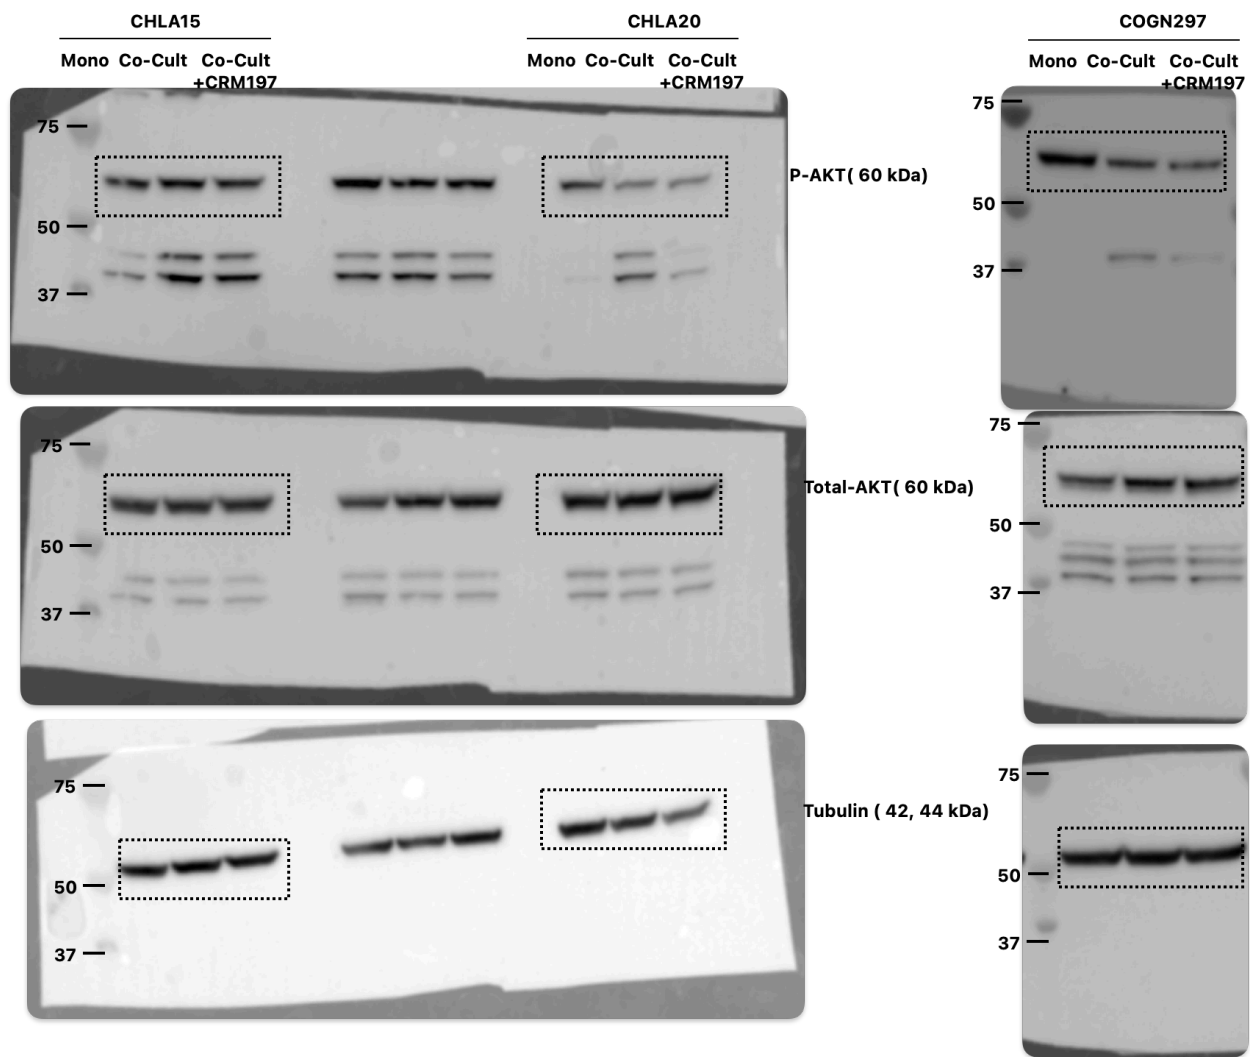 CHLA15 CHLA20 COGN297
Mono Co-Cult Co-Cult Mono Co-Cult Co-Cult Mono Co-Cult Co-Cult
+CRM197 +CRM197 +CRM197
75 75
P-AKT( 60 kDa)
50 50
37 37
75 75
Total-AKT( 60 kDa)
50 50
37 37
75 75
Tubulin ( 42, 44 kDa)
50 50
37 37